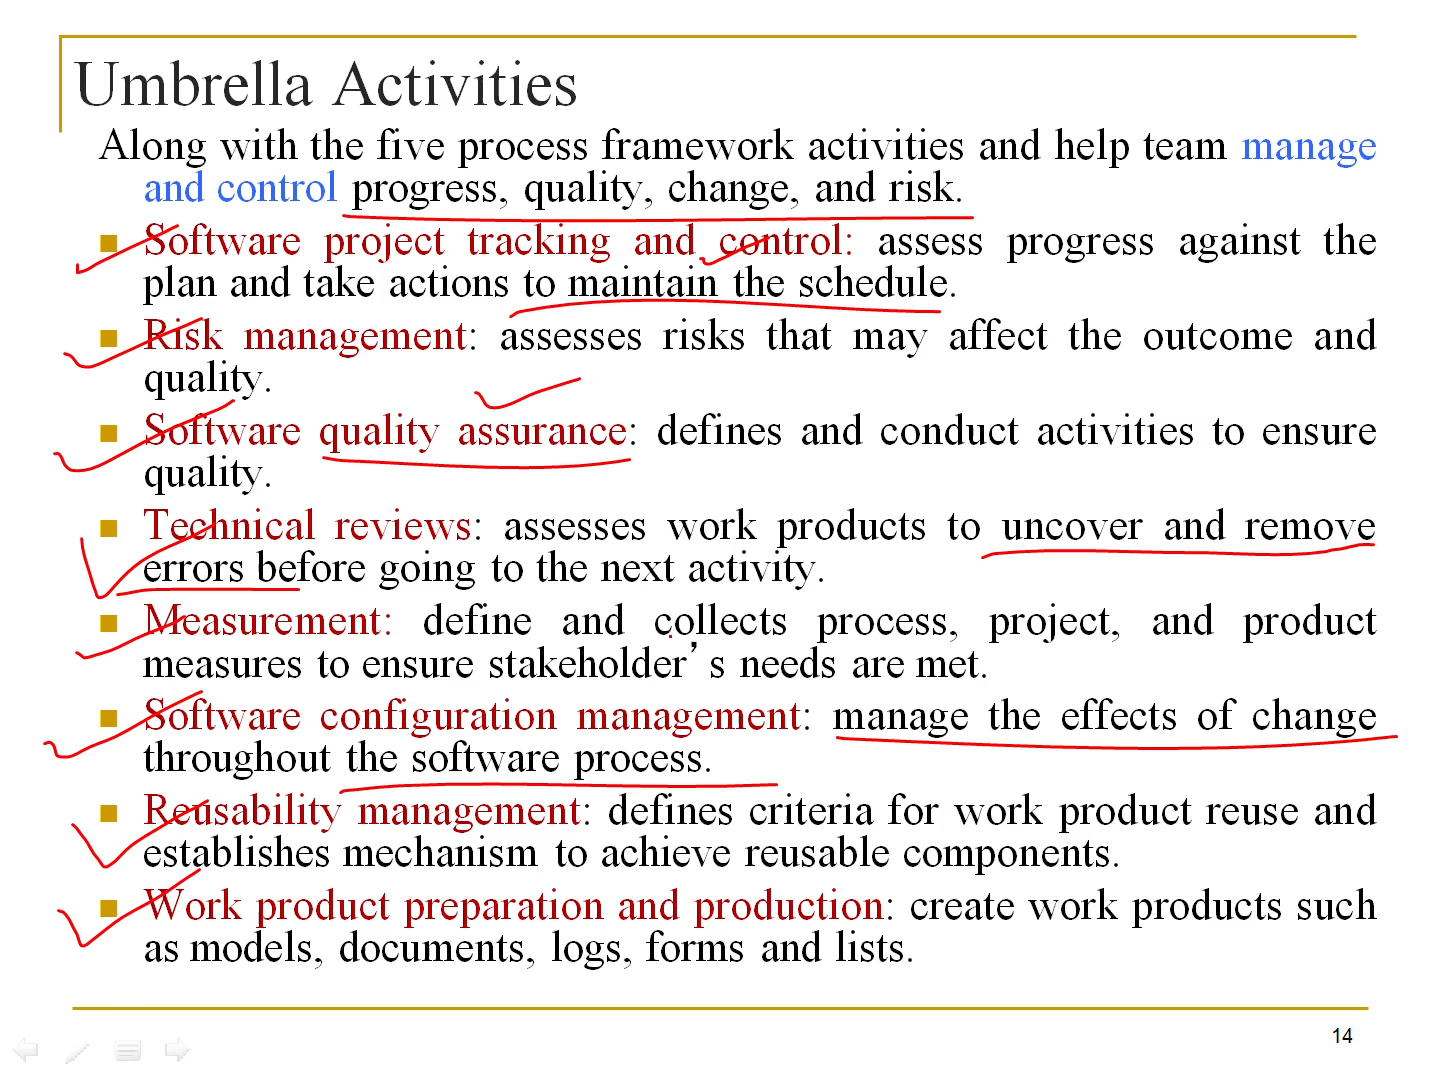 Umbrella Activities
Along with the five process framework activities and help team manage
and control progress, quality, change, and risk.
Software project tracking and control: assess progress against the
plan and take actions to maintain the schedule.
Risk management: assesses risks that may affect the outcome and
quality.
Software quality assurance: defines and conduct activities to ensure
quality.
Technical reviews: assesses work products to uncover and remove
errors before going to the next activity.
Measurement: define and collects process, project, and product
measures to ensure stakeholder’s needs are met.
Software configuration management: manage the effects of change
throughout the software process.
Reusability management: defines criteria for work product reuse and
establishes mechanism to achieve reusable components.
Work product preparation and production: create work products such
as models, documents, logs, forms and lists.
14